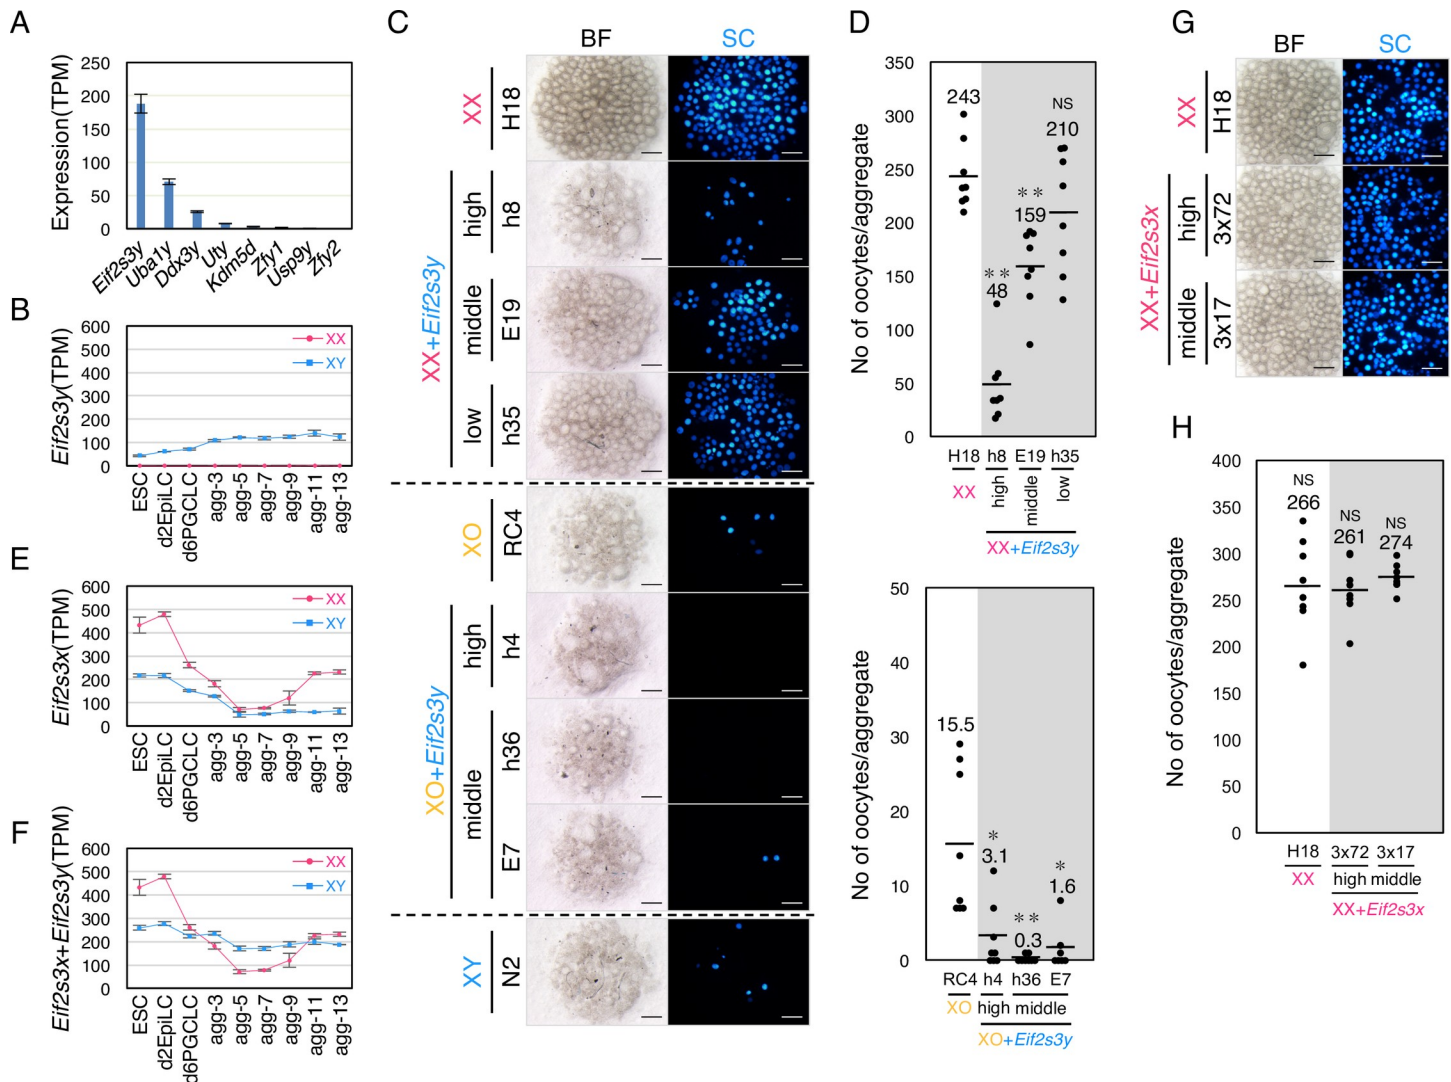 A
Expression(TPM)
250
200
150
100
50
0
Eif2s3y
Uba1y
Ddx3y
Uty
Kdm5d
Zfy1
Usp9y
Zfy2
B
Eif2s3y(TPM)
600
500
400
300
200
100
0
XX
XY
ESC
d2EpiLC
d6PGCLC
agg-3
agg-5
agg-7
agg-9
agg-11
agg-13
E
Eif2s3x(TPM)
600
500
400
300
200
100
0
XX
XY
ESC
d2EpiLC
d6PGCLC
agg-3
agg-5
agg-7
agg-9
agg-11
agg-13
F
Eif2s3x+Eif2s3y(TPM)
600
500
400
300
200
100
0
XX
XY
ESC
d2EpiLC
d6PGCLC
agg-3
agg-5
agg-7
agg-9
agg-11
agg-13
C
BF SC
XX
H18
XX+Eif2s3y
high
h8
middle
E19
low
h35
XO
RC4
XO+Eif2s3y
high
h4
middle
h36
E7
XY
N2
D
No of oocytes/aggregate
350
300
250
200
150
100
50
0
243
**
48
**
159
NS
210
H18 h8 E19 h35
XX high middle low
XX+Eif2s3y
No of oocytes/aggregate
50
40
30
20
10
0
15.5
*
3.1
**
0.3
*
1.6
RC4 h4 h36 E7
XO high middle
XO+Eif2s3y
G
BF SC
XX
H18
XX+Eif2s3x
high
3x72
middle
3x17
H
No of oocytes/aggregate
400
350
300
250
200
150
100
50
0
NS
266
NS
261
NS
274
H18 3x72 3x17
XX high middle
XX+Eif2s3x